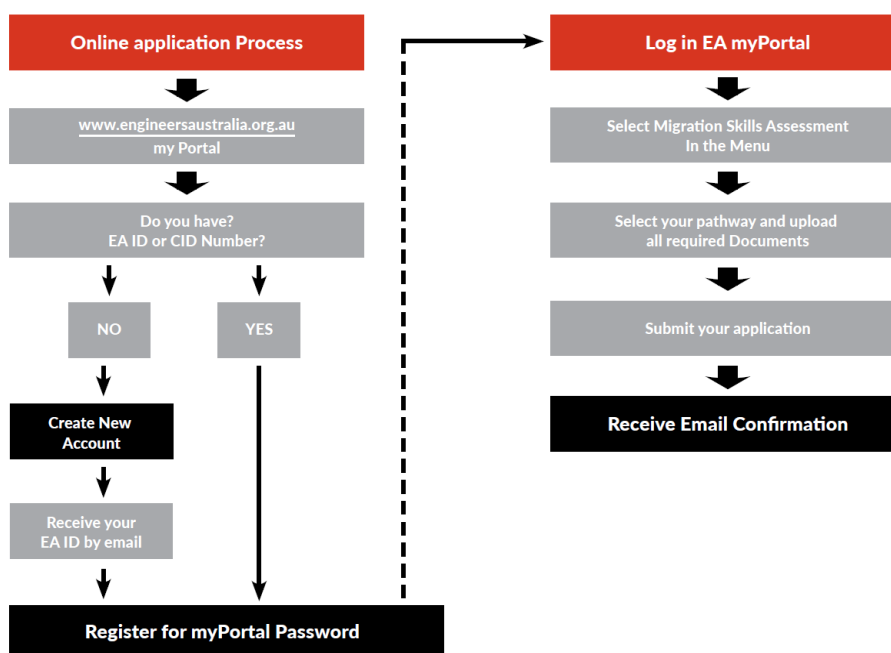 Online application Process
www.engineersaustralia.org.au
my Portal
Do you have?
EA ID or CID Number?
NO
YES
Create New
Account
Receive your
EA ID by email
Register for myPortal Password
Log in EA myPortal
Select Migration Skills Assessment
In the Menu
Select your pathway and upload
all required Documents
Submit your application
Receive Email Confirmation